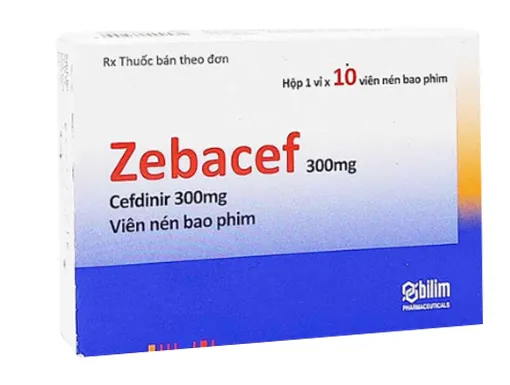 Rx Thuốc bán theo đơn
Hộp 1 vỉ x 10 viên nén bao phim
Zebacef 300mg
Cefdinir 300mg
Viên nén bao phim
bilim
PHARMACEUTICALS